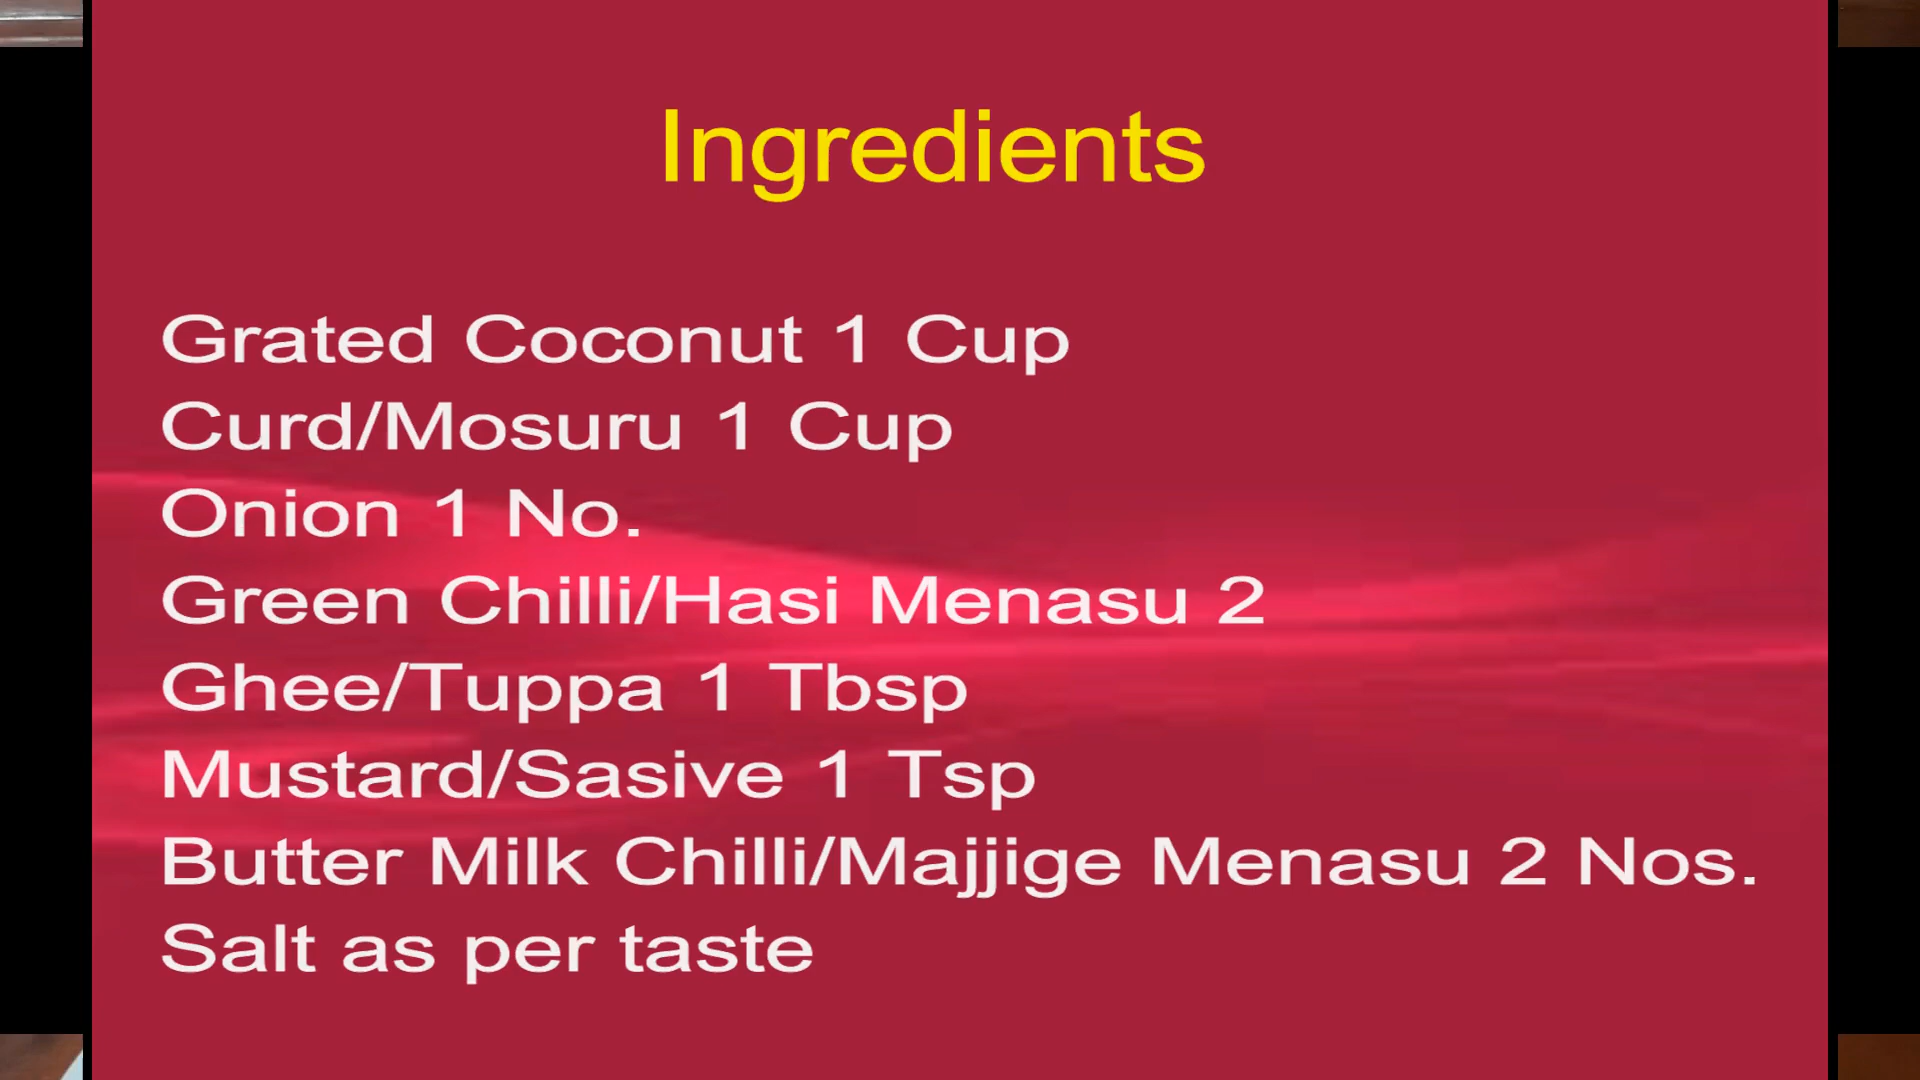 Ingredients
Grated Coconut 1 Cup
Curd/Mosuru 1 Cup
Onion 1 No.
Green Chilli/Hasi Menasu 2
Ghee/Tuppa 1 Tbsp
Mustard/Sasive 1 Tsp
Butter Milk Chilli/Majjige Menasu 2 Nos.
Salt as per taste